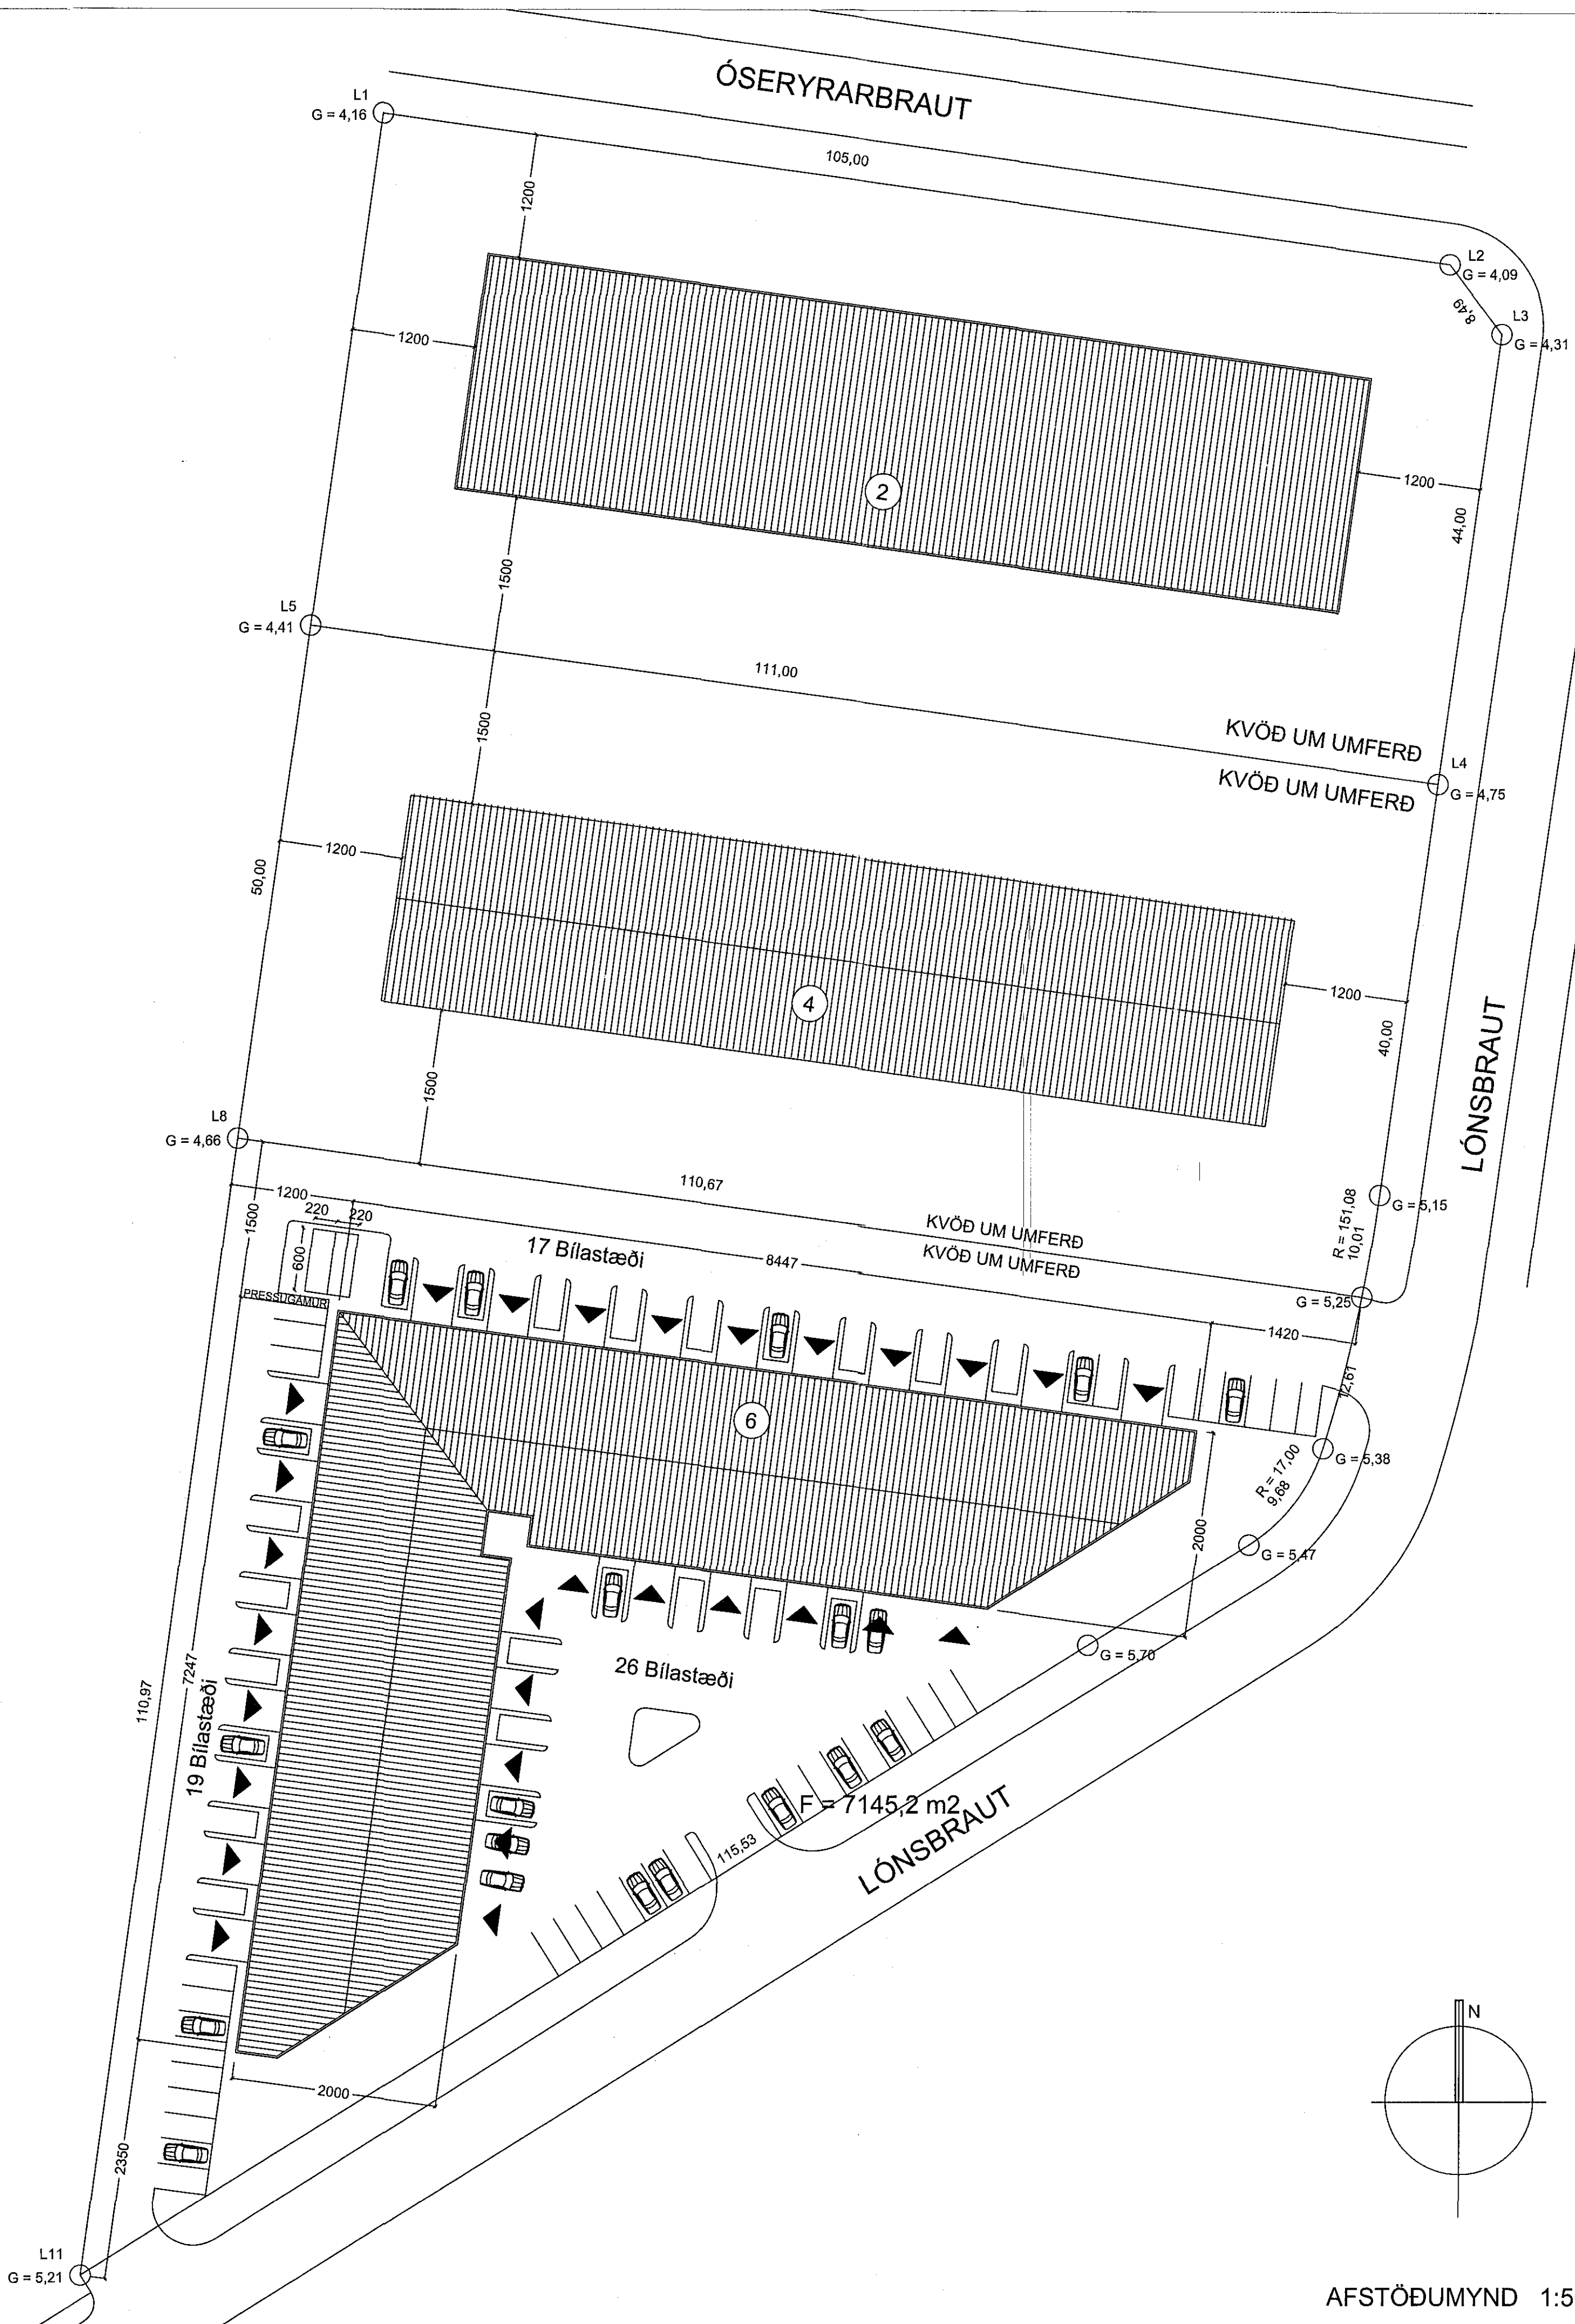 ÓSERYRARBRAUT
L1
G = 4,16
105,00
1200
L2
G = 4,09
8,49
L3
G = 4,31
1200
2
1200
44,00
1500
L5
G = 4,41
111,00
KVÖÐ UM UMFERÐ
L4
G = 4,75
KVÖÐ UM UMFERÐ
1500
1200
50,00
4
1200
40,00
LÓNSBRAUT
1500
L8
G = 4,66
110,67
1200
1500
220
220
600
PRESSUGÁMUR
17 Bílastæði
8447
KVÖÐ UM UMFERÐ
KVÖÐ UM UMFERÐ
R = 151,08
10,01
G = 5,15
G = 5,25
1420
12,61
6
G = 5,38
R = 17,00
9,68
2000
G = 5,47
G = 5,70
26 Bílastæði
110,97
7247
19 Bílastæði
F = 7145,2 m2
115,53
LÓNSBRAUT
2000
2350
N
L11
G = 5,21
AFSTÖÐUMYND 1:5